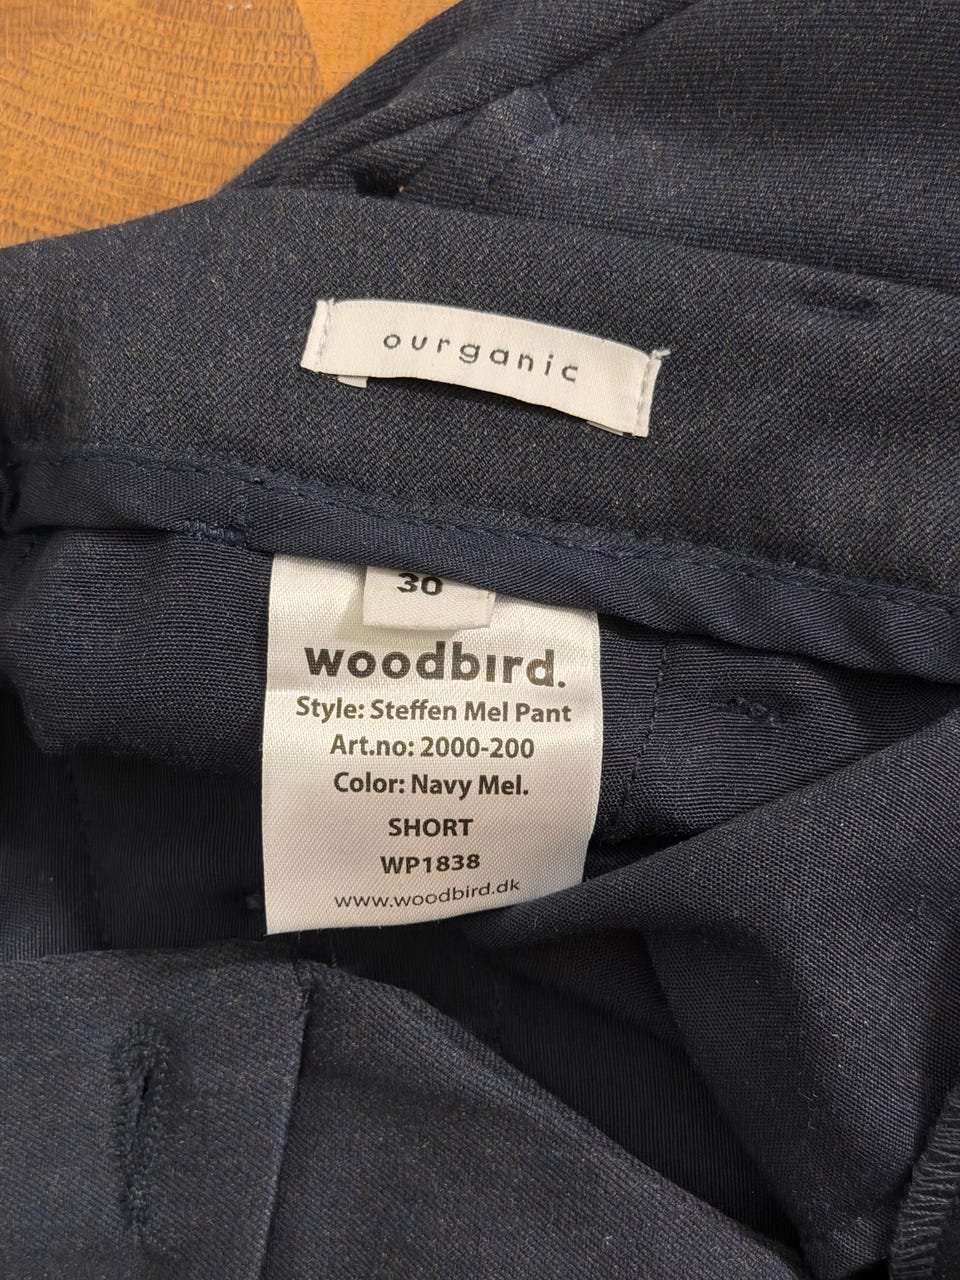 ourganic
30
woodbird.
Style: Steffen Mel Pant
Art.no: 2000-200
Color: Navy Mel.
SHORT
WP1838
www.woodbird.dk